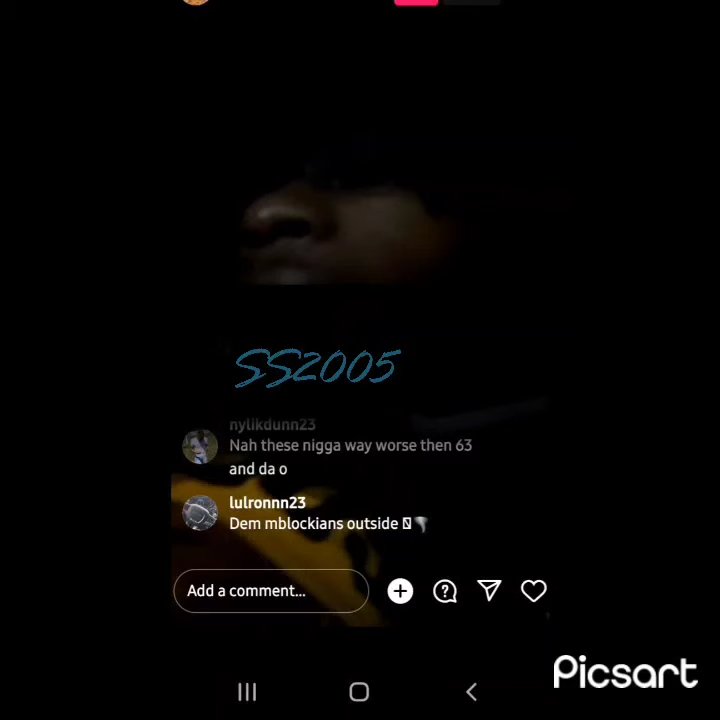 SS2005
nylikdunn23
Nah these nigga way worse then 63
and da o
lulronnn23
Dem mblockians outside
Add a comment...
Picsart